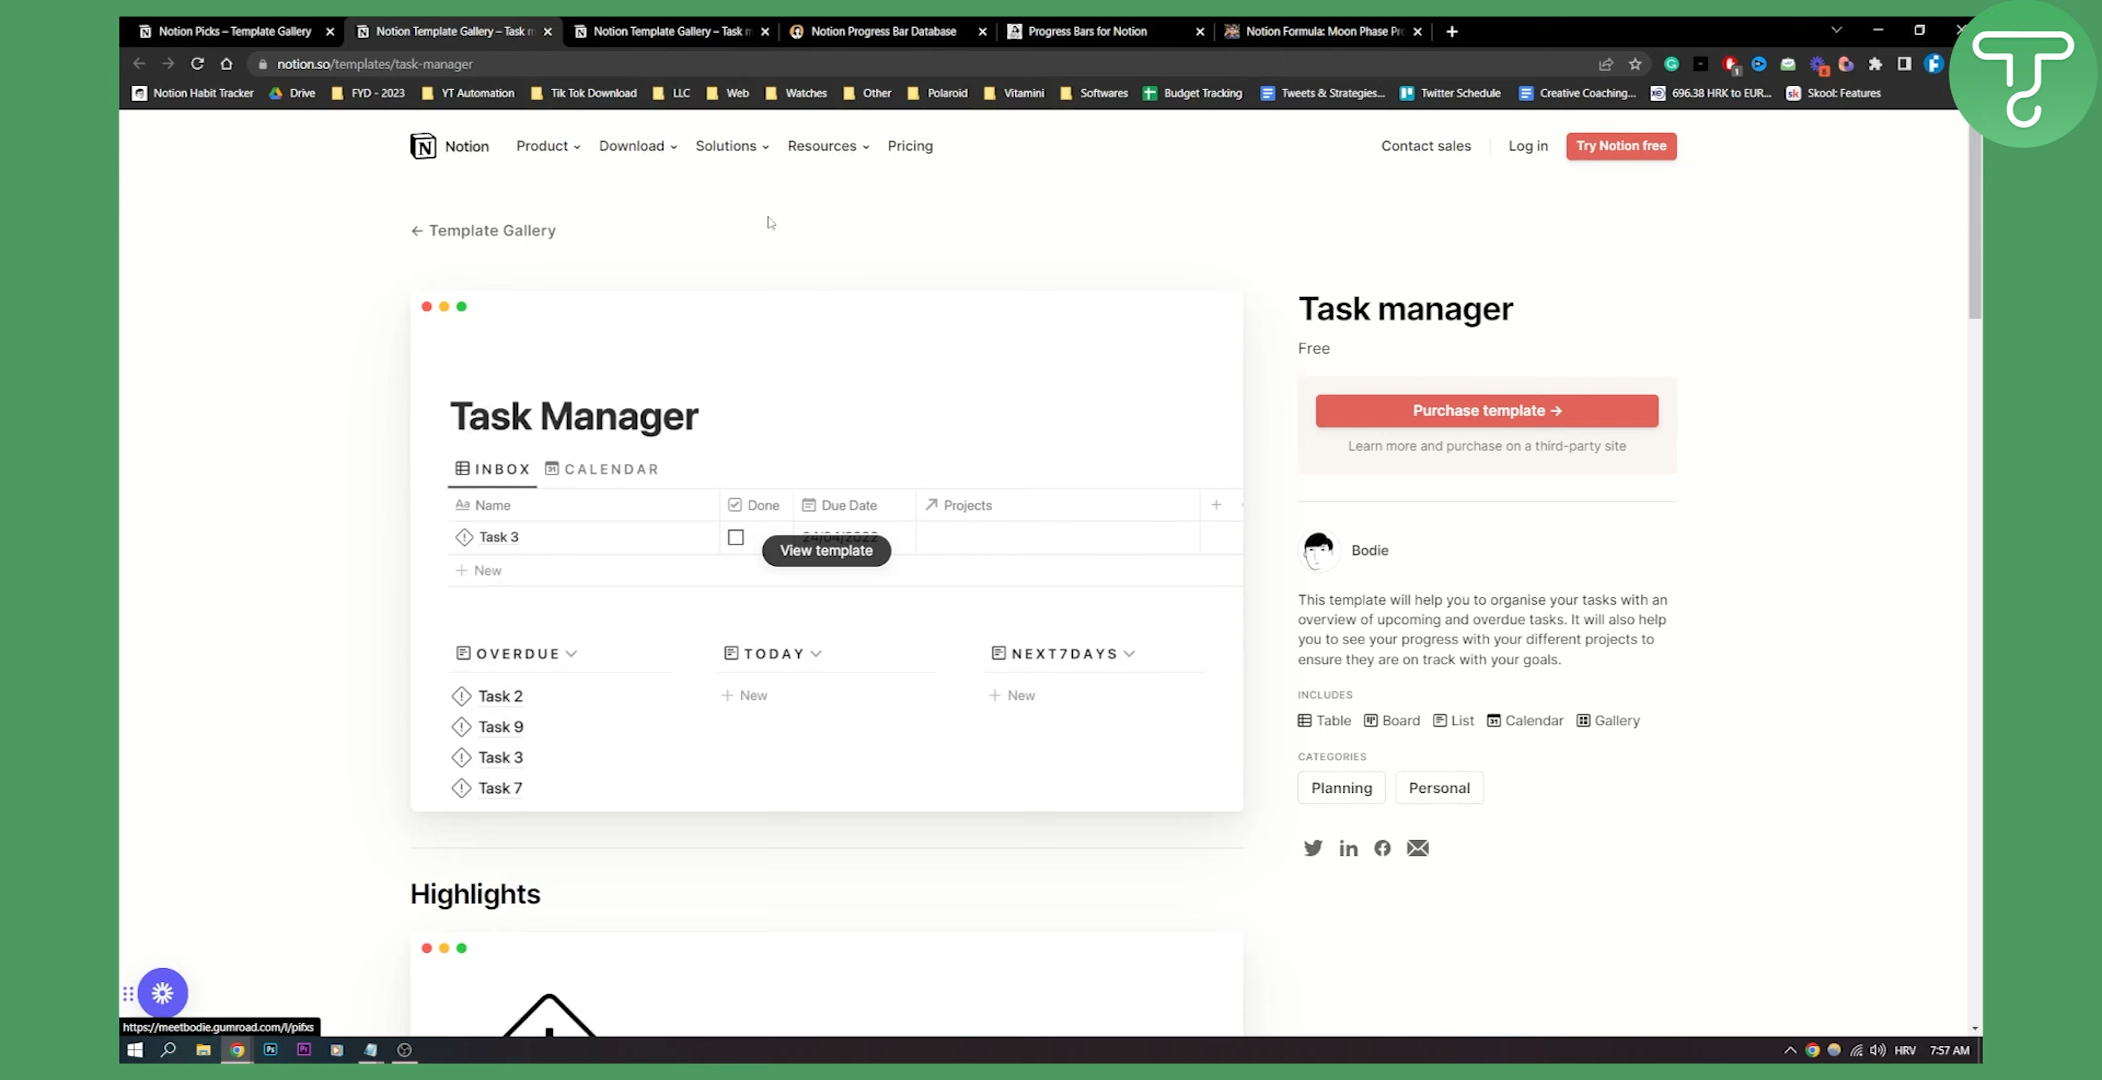 Notion Picks – Template Gallery
Notion Template Gallery – Task m
Notion Template Gallery – Task m
Notion Progress Bar Database
Progress Bars for Notion
Notion Formula: Moon Phase Pro
notion.so/templates/task-manager
Notion Habit Tracker
Drive
FYD - 2023
YT Automation
Tik Tok Download
LLC
Web
Watches
Other
Polaroid
Vitamini
Softwares
Budget Tracking
Tweets & Strategies...
Twitter Schedule
Creative Coaching...
696.38 HRK to EUR...
Skool: Features
Notion
Product
Download
Solutions
Resources
Pricing
Contact sales
Log in
Try Notion free
← Template Gallery
Task Manager
INBOX
CALENDAR
Aa Name
Done
Due Date
Projects
Task 3
24/04/2022
View template
+ New
OVERDUE
TODAY
NEXT7DAYS
Task 2
+ New
+ New
Task 9
Task 3
Task 7
Highlights
Task manager
Free
Purchase template →
Learn more and purchase on a third-party site
Bodie
This template will help you to organise your tasks with an
overview of upcoming and overdue tasks. It will also help
you to see your progress with your different projects to
ensure they are on track with your goals.
INCLUDES
Table
Board
List
Calendar
Gallery
CATEGORIES
Planning
Personal
https://meetbodie.gumroad.com/l/pifxs
HRV
7:57 AM